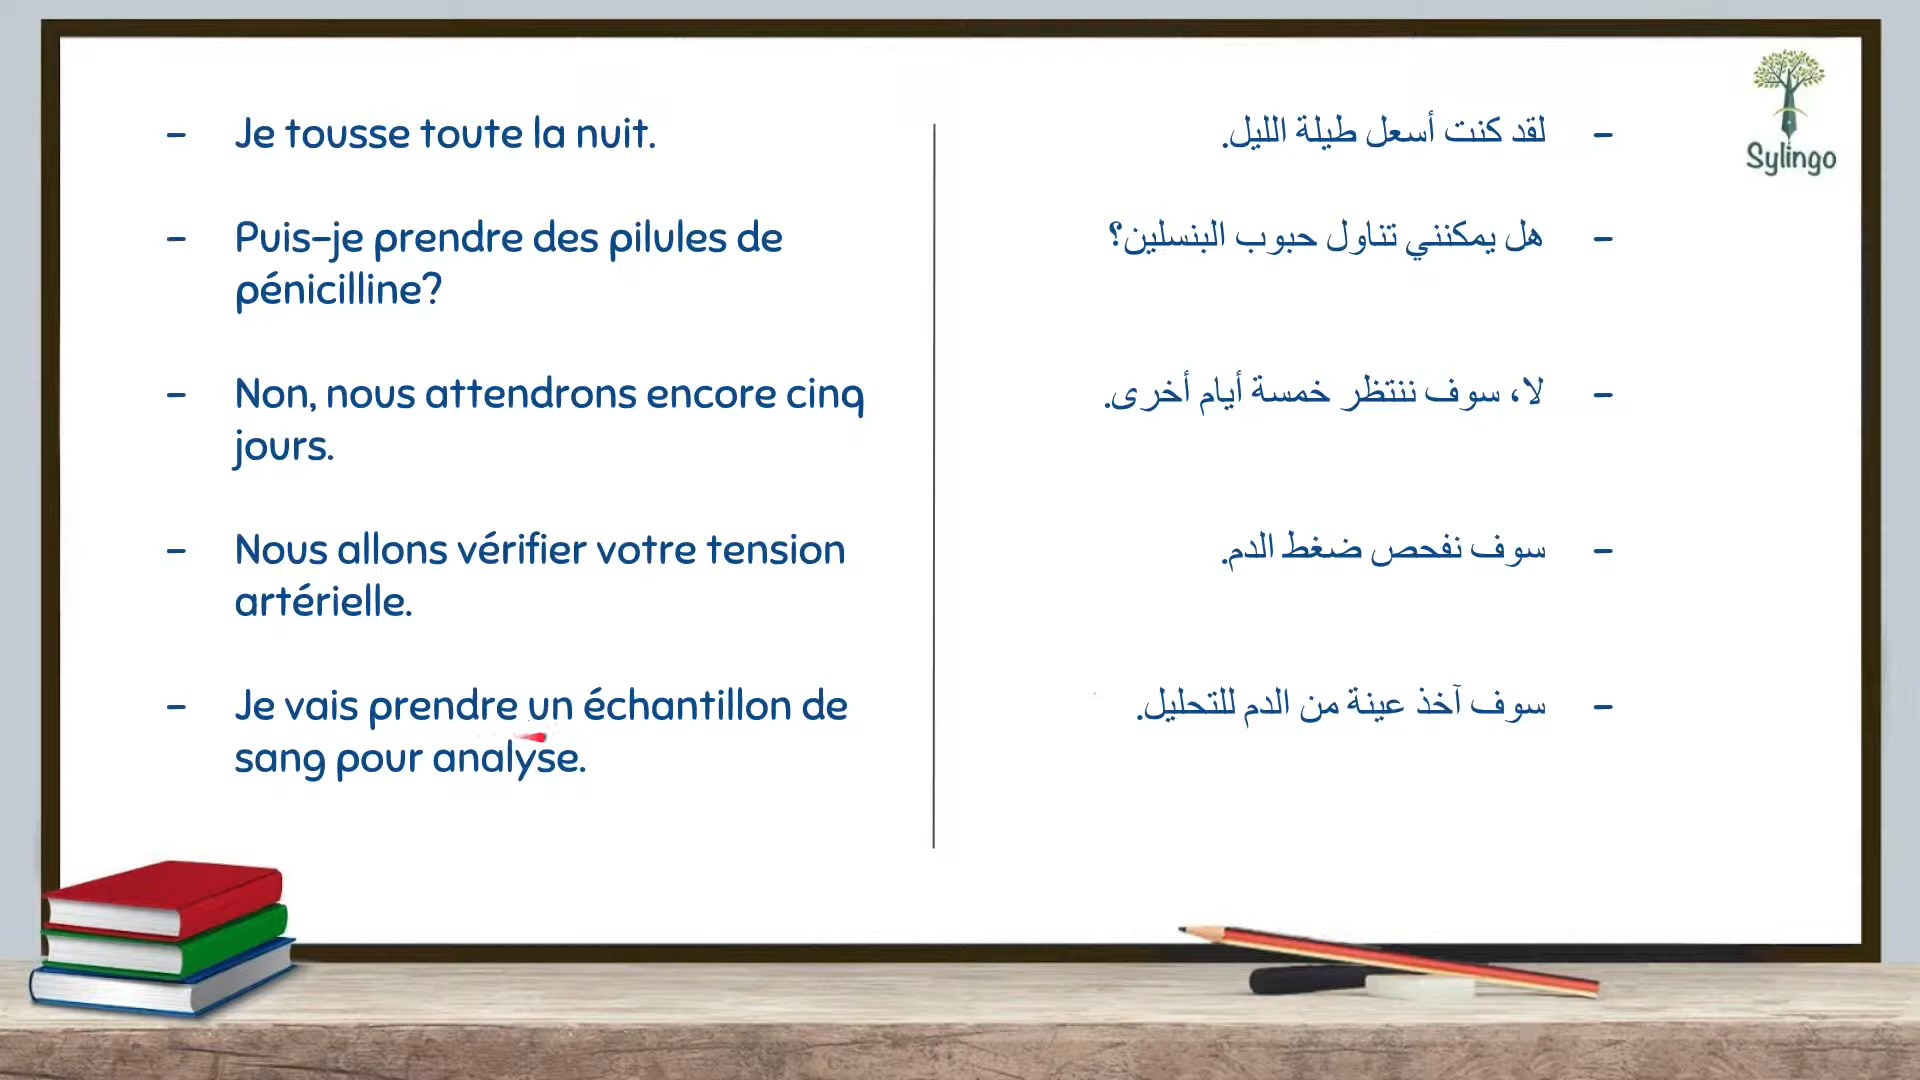 - Je tousse toute la nuit.
- Puis-je prendre des pilules de
pénicilline?
- Non, nous attendrons encore cinq
jours.
- Nous allons vérifier votre tension
artérielle.
- Je vais prendre un échantillon de
sang pour analyse.
- لقد كنت أسعل طيلة الليل.
- هل يمكنني تناول حبوب البنسلين؟
- لا، سوف ننتظر خمسة أيام أخرى.
- سوف نفحص ضغط الدم.
- سوف آخذ عينة من الدم للتحليل.
Sylingo